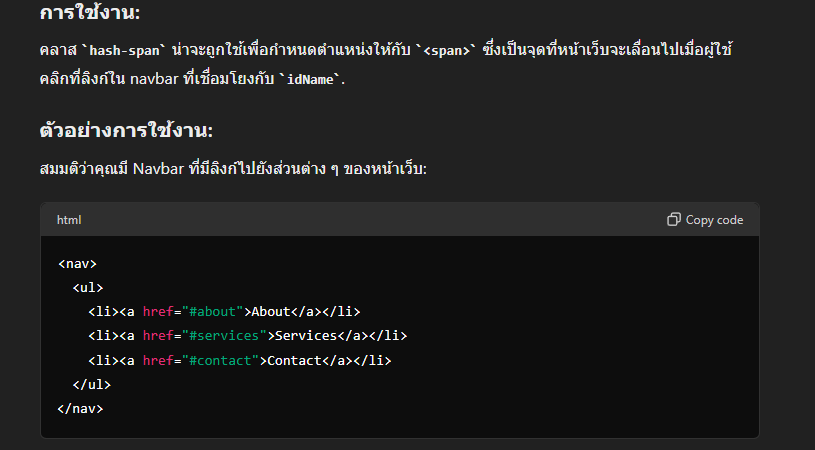 การใช้งาน:
คลาส `hash-span` น่าจะถูกใช้เพื่อกำหนดตำแหน่งให้กับ `<span>` ซึ่งเป็นจุดที่หน้าเว็บจะเลื่อนไปเมื่อผู้ใช้
คลิกที่ลิงก์ใน navbar ที่เชื่อมโยงกับ `idName`.
ตัวอย่างการใช้งาน:
สมมติว่าคุณมี Navbar ที่มีลิงก์ไปยังส่วนต่าง ๆ ของหน้าเว็บ:
html Copy code
<nav>
  <ul>
    <li><a href="#about">About</a></li>
    <li><a href="#services">Services</a></li>
    <li><a href="#contact">Contact</a></li>
  </ul>
</nav>